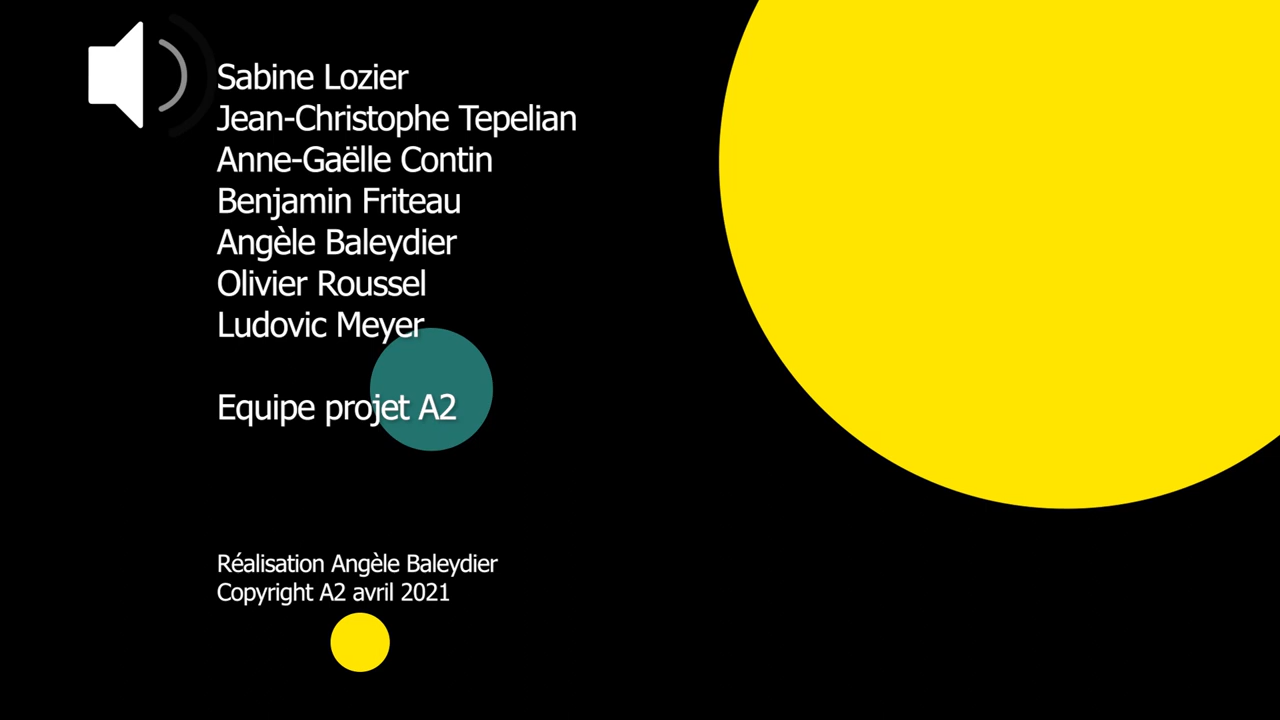 Sabine Lozier
Jean-Christophe Tepelian
Anne-Gaëlle Contin
Benjamin Friteau
Angèle Baleydier
Olivier Roussel
Ludovic Meyer
Equipe projet A2
Réalisation Angèle Baleydier
Copyright A2 avril 2021